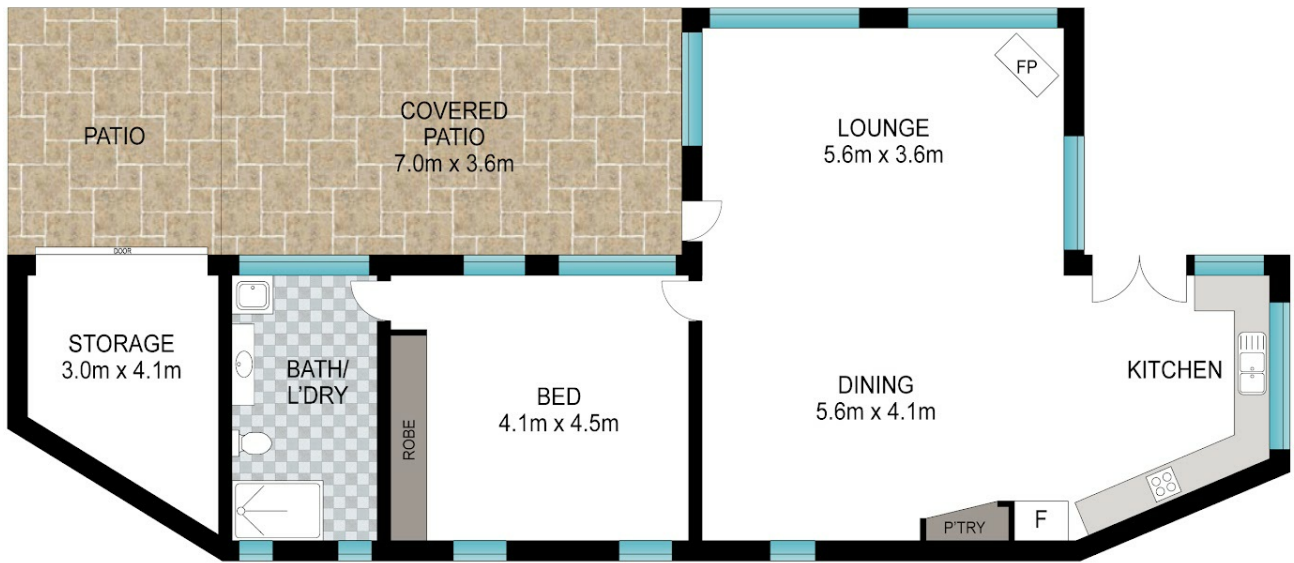 PATIO
COVERED
PATIO
7.0m x 3.6m
FP
LOUNGE
5.6m x 3.6m
DOOR
STORAGE
3.0m x 4.1m
BATH/
L'DRY
ROBE
BED
4.1m x 4.5m
DINING
5.6m x 4.1m
KITCHEN
P'TRY
F